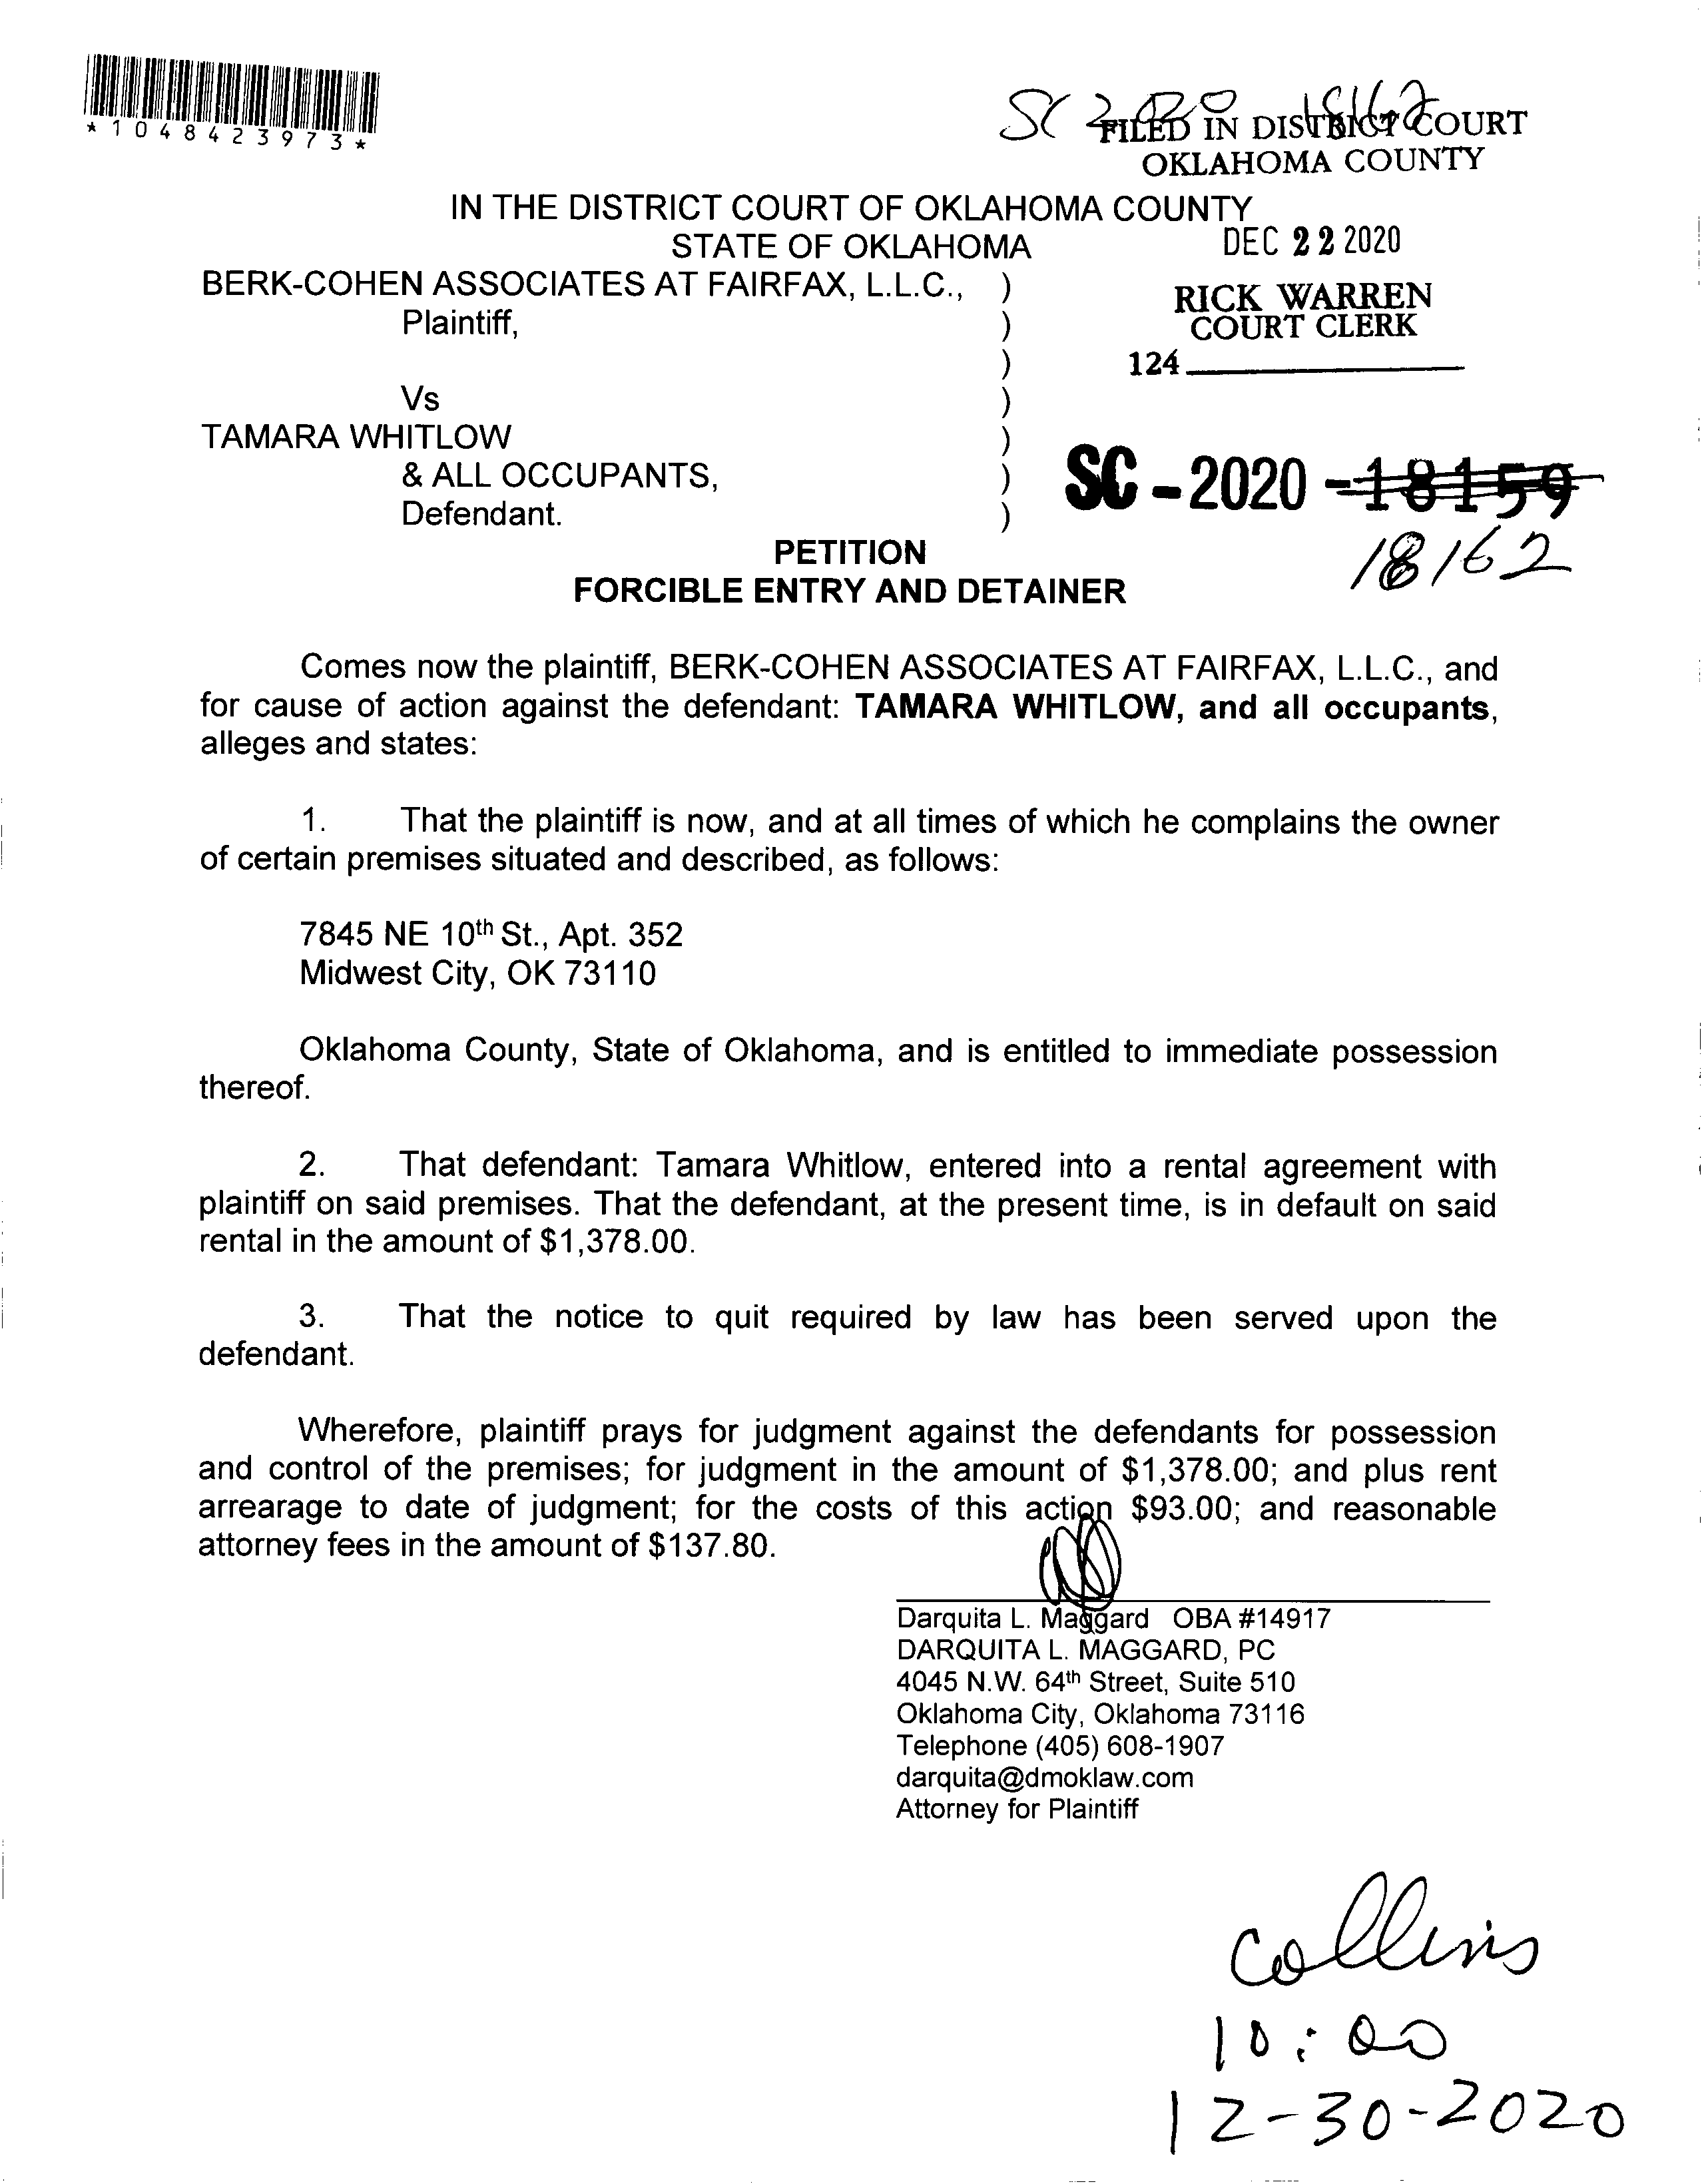 *1048423973*
SC 2020 18162
FILED IN DISTRICT COURT
OKLAHOMA COUNTY
IN THE DISTRICT COURT OF OKLAHOMA COUNTY
STATE OF OKLAHOMA
DEC 22 2020
BERK-COHEN ASSOCIATES AT FAIRFAX, L.L.C., )
Plaintiff, )
)
RICK WARREN
COURT CLERK
124
Vs )
TAMARA WHITLOW )
& ALL OCCUPANTS, )
Defendant. )
SC-2020-18159
18162
PETITION
FORCIBLE ENTRY AND DETAINER
Comes now the plaintiff, BERK-COHEN ASSOCIATES AT FAIRFAX, L.L.C., and
for cause of action against the defendant: TAMARA WHITLOW, and all occupants,
alleges and states:
1. That the plaintiff is now, and at all times of which he complains the owner
of certain premises situated and described, as follows:
7845 NE 10th St., Apt. 352
Midwest City, OK 73110
Oklahoma County, State of Oklahoma, and is entitled to immediate possession
thereof.
2. That defendant: Tamara Whitlow, entered into a rental agreement with
plaintiff on said premises. That the defendant, at the present time, is in default on said
rental in the amount of $1,378.00.
3. That the notice to quit required by law has been served upon the
defendant.
Wherefore, plaintiff prays for judgment against the defendants for possession
and control of the premises; for judgment in the amount of $1,378.00; and plus rent
arrearage to date of judgment; for the costs of this action $93.00; and reasonable
attorney fees in the amount of $137.80.
Darquita L. Maggard OBA #14917
DARQUITA L. MAGGARD, PC
4045 N.W. 64th Street, Suite 510
Oklahoma City, Oklahoma 73116
Telephone (405) 608-1907
darquita@dmoklaw.com
Attorney for Plaintiff
Collins
10:00
12-30-2020